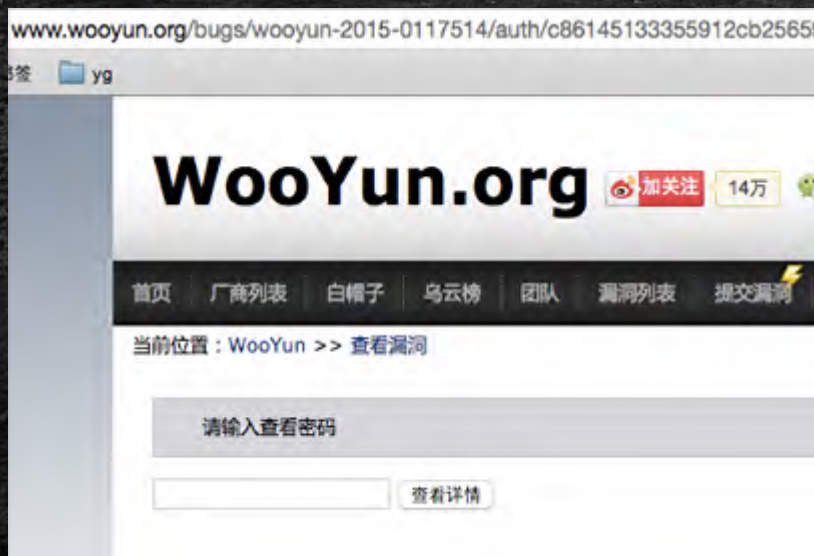 www.wooyun.org/bugs/wooyun-2015-0117514/auth/c86145133355912cb2565
签 yg
WooYun.org 加关注 14万
首页 厂商列表 白帽子 乌云榜 团队 漏洞列表 提交漏洞
当前位置：WooYun >> 查看漏洞
请输入查看密码
查看详情